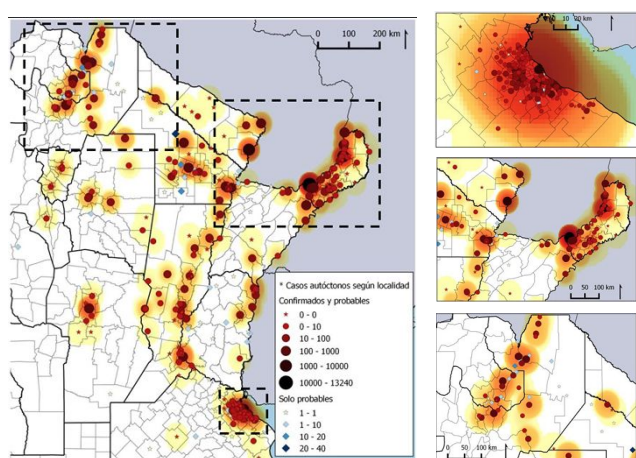 0 100 200 km
* Casos autóctonos según localidad
Confirmados y probables
0 - 0
0 - 10
10 - 100
100 - 1000
1000 - 10000
10000 - 13240
Solo probables
1 - 1
1 - 10
10 - 20
20 - 40
10 20 km
0 50 100 km
0 50 100 km